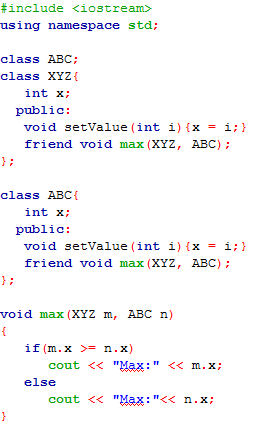 #include <iostream>
using namespace std;
class ABC;
class XYZ{
int x;
public:
void setValue(int i){x = i;}
friend void max(XYZ, ABC);
};
class ABC{
int x;
public:
void setValue(int i){x = i;}
friend void max(XYZ, ABC);
};
void max(XYZ m, ABC n)
{
if(m.x >= n.x)
cout << "Max:" << m.x;
else
cout << "Max:"<< n.x;
}